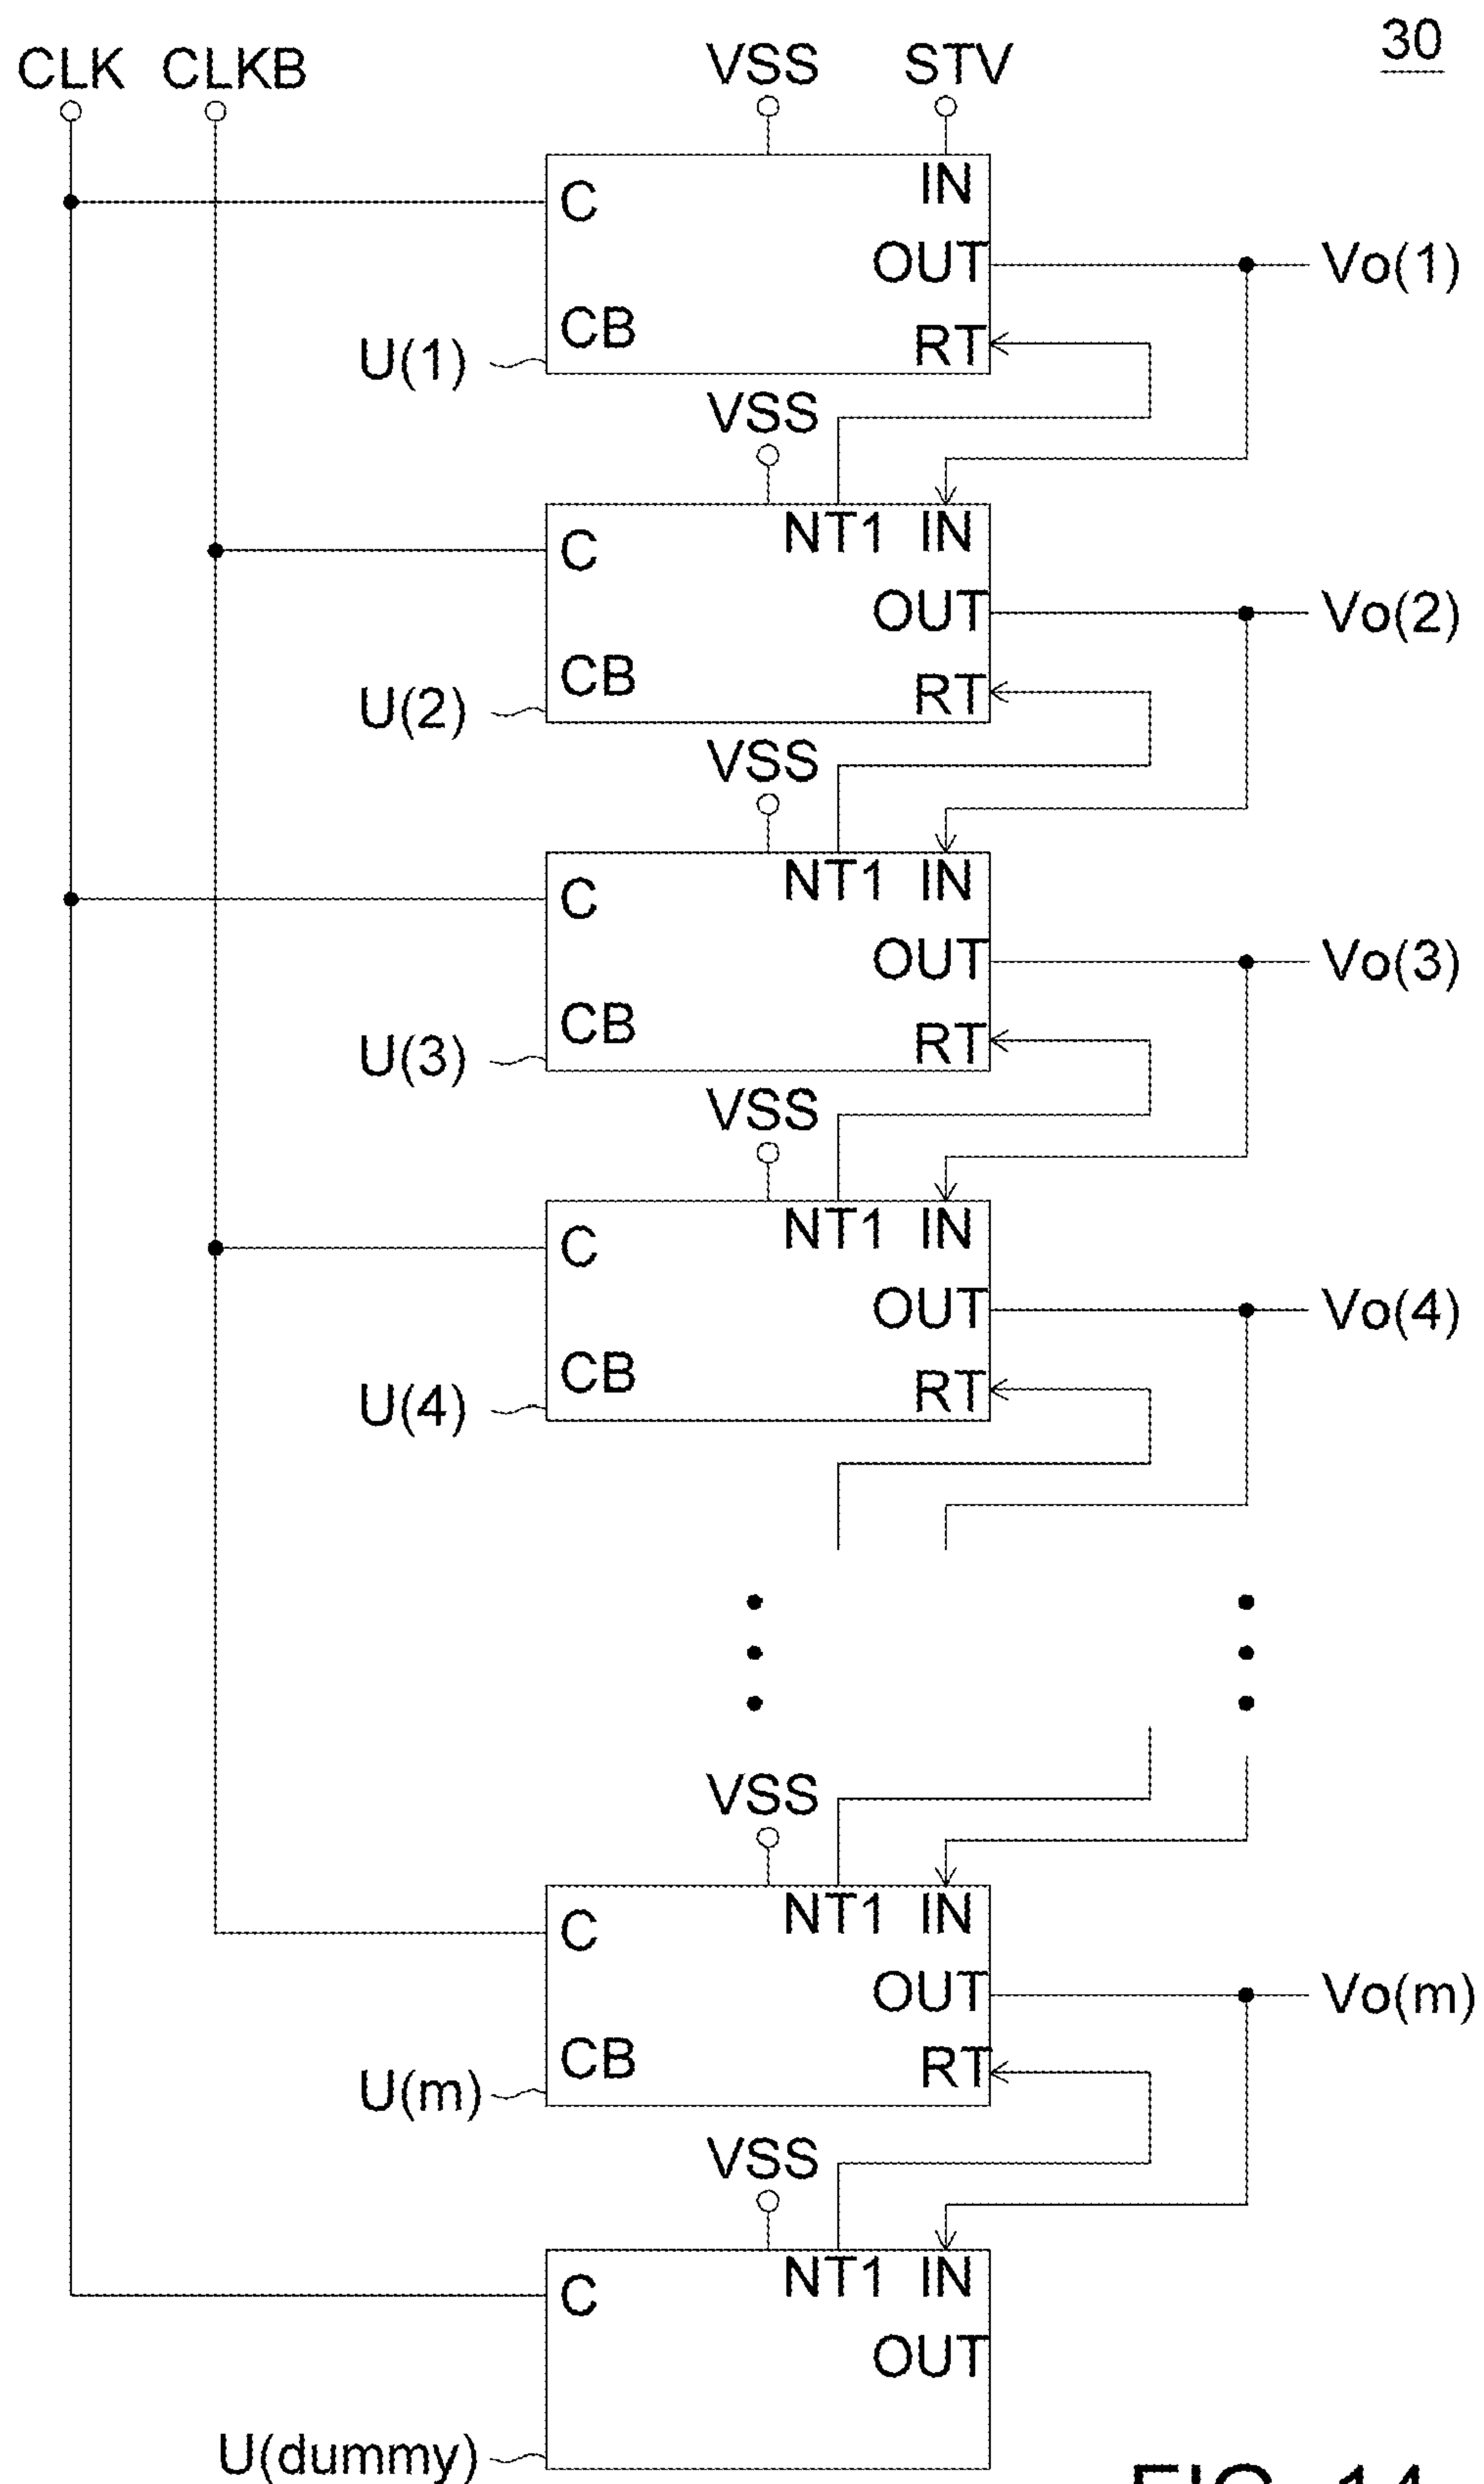 30
CLK CLKB VSS STV
C IN
OUT Vo(1)
CB RT
U(1)
VSS
C NT1 IN
OUT Vo(2)
CB RT
U(2)
VSS
C NT1 IN
OUT Vo(3)
CB RT
U(3)
VSS
C NT1 IN
OUT Vo(4)
CB RT
U(4)
VSS
C NT1 IN
OUT Vo(m)
CB RT
U(m)
VSS
C NT1 IN
OUT
U(dummy)
FIG. 14